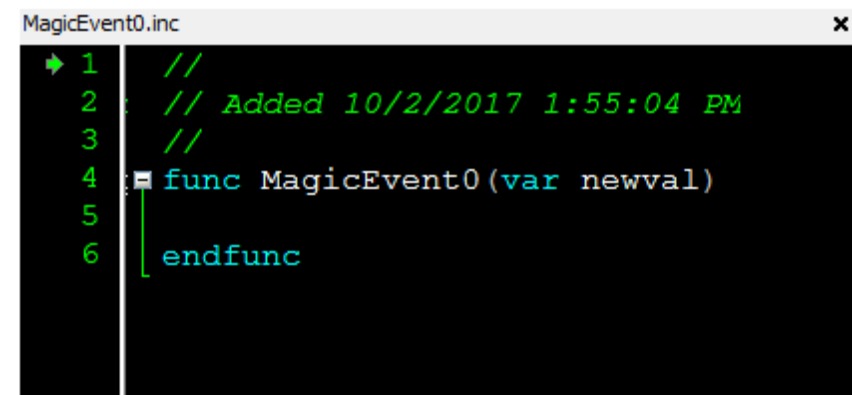 MagicEvent0.inc
1 //
2 // Added 10/2/2017 1:55:04 PM
3 //
4 func MagicEvent0(var newval)
5
6 endfunc